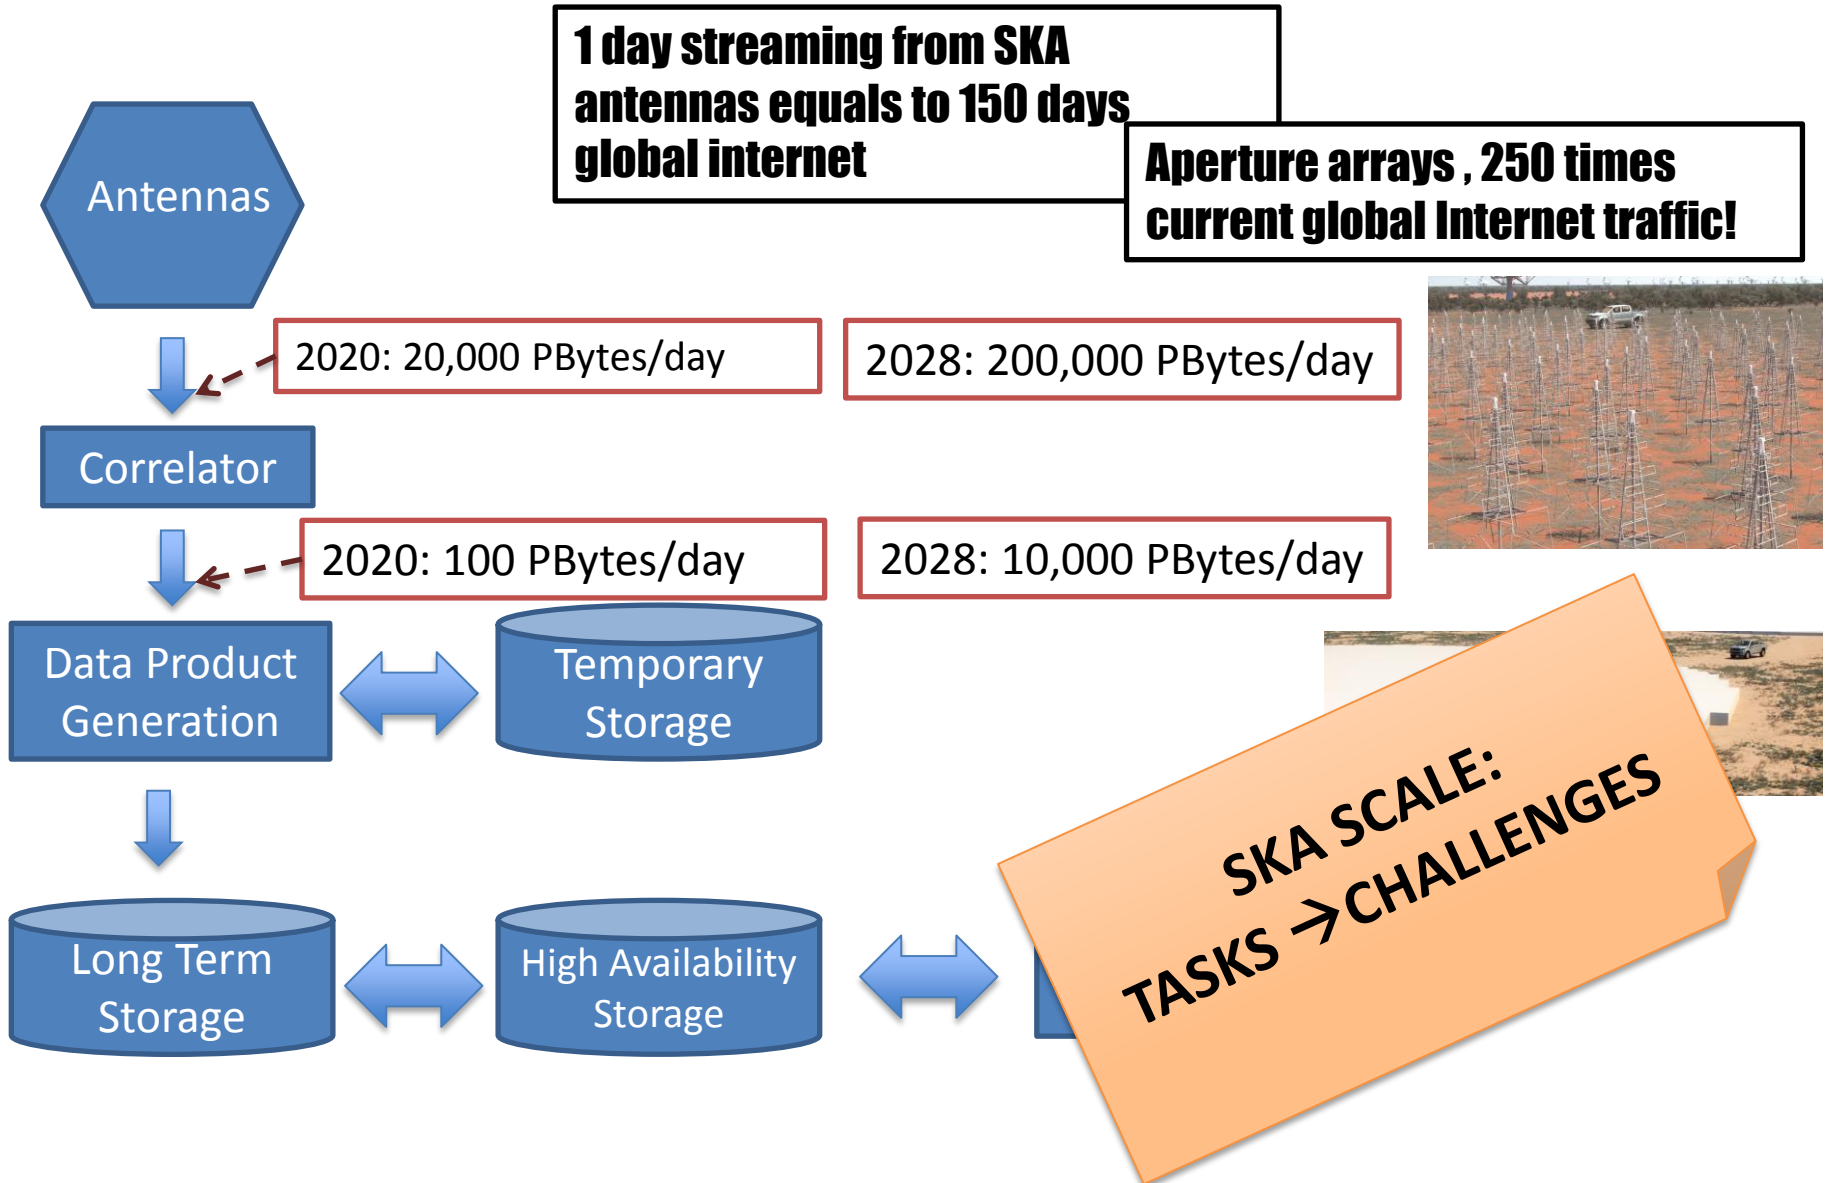 1 day streaming from SKA
antennas equals to 150 days
global internet
Aperture arrays , 250 times
current global Internet traffic!
Antennas
2020: 20,000 PBytes/day
2028: 200,000 PBytes/day
Correlator
2020: 100 PBytes/day
2028: 10,000 PBytes/day
Data Product
Generation
Temporary
Storage
SKA SCALE:
TASKS →CHALLENGES
Long Term
Storage
High Availability
Storage